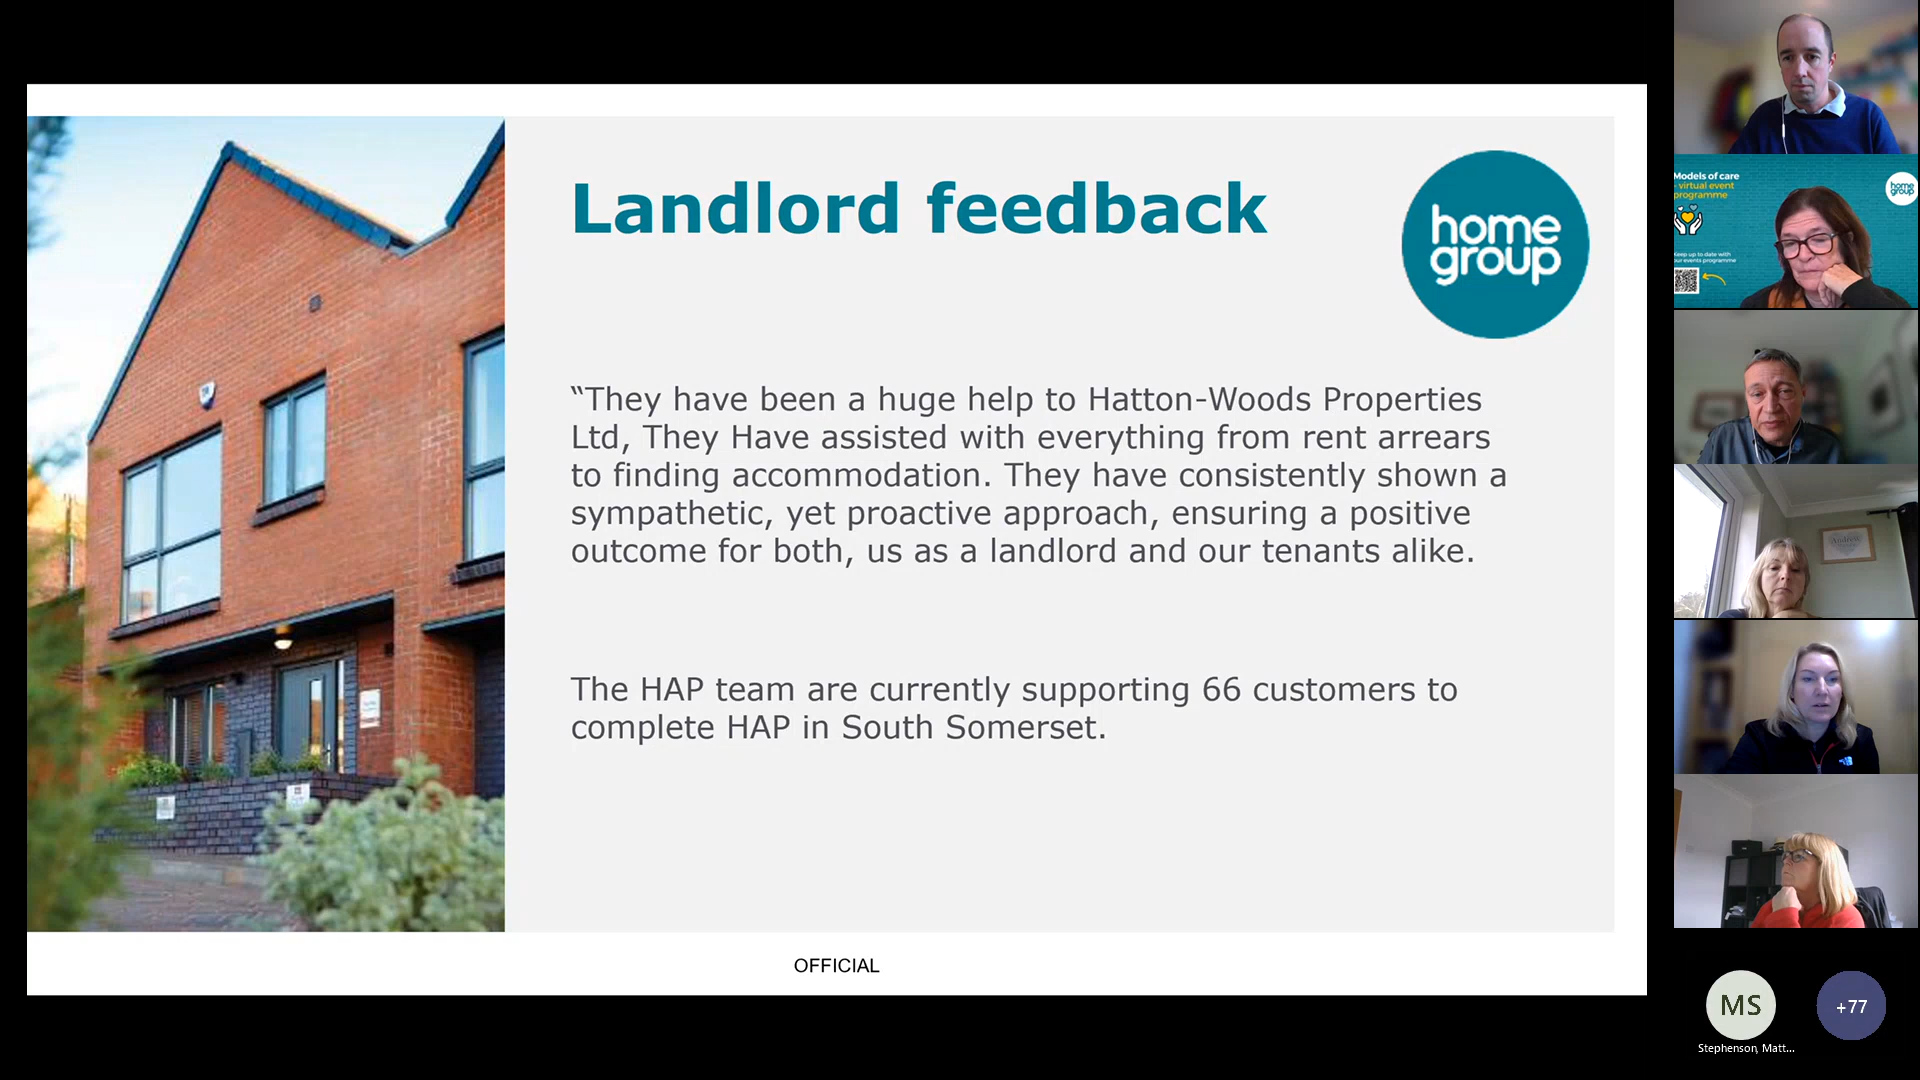 Landlord feedback
home
group
“They have been a huge help to Hatton-Woods Properties
Ltd, They Have assisted with everything from rent arrears
to finding accommodation. They have consistently shown a
sympathetic, yet proactive approach, ensuring a positive
outcome for both, us as a landlord and our tenants alike.
The HAP team are currently supporting 66 customers to
complete HAP in South Somerset.
OFFICIAL
Models of care
- virtual event
programme
home
group
Keep up to date with
our events programme
MS
+77
Stephenson, Matt...